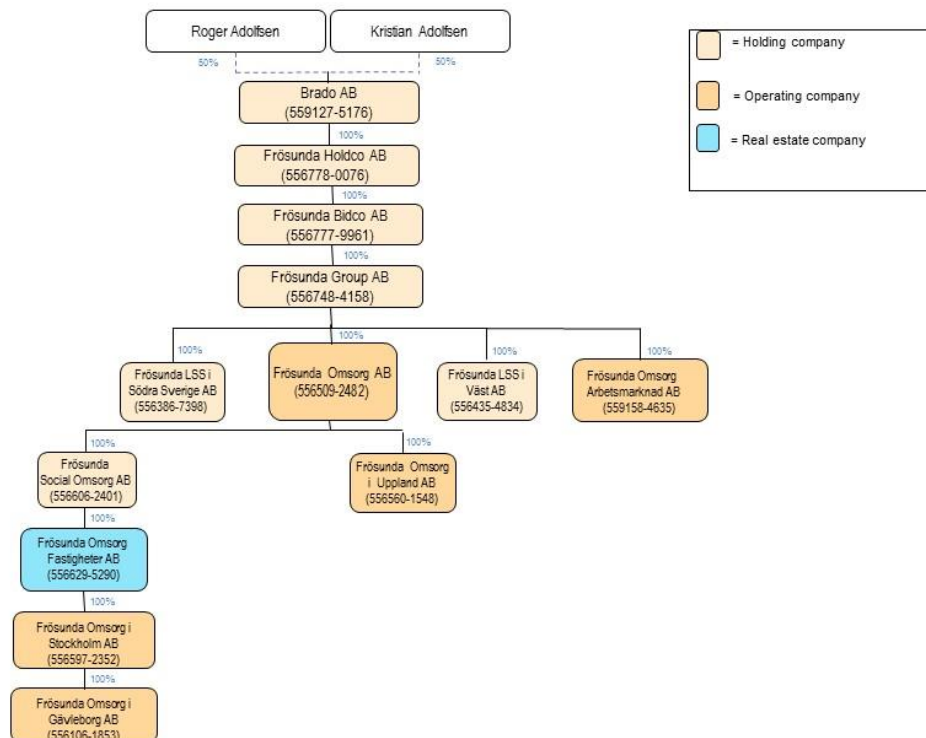 Roger Adolfsen
Kristian Adolfsen
50%
50%
= Holding company
= Operating company
= Real estate company
Brado AB
(559127-5176)
100%
Frösunda Holdco AB
(556778-0076)
100%
Frösunda Bidco AB
(556777-9961)
100%
Frösunda Group AB
(556748-4158)
100%
100%
100%
100%
Frösunda LSS i
Södra Sverige AB
(556386-7398)
Frösunda Omsorg AB
(556509-2482)
Frösunda LSS i
Väst AB
(556435-4834)
Frösunda Omsorg
Arbetsmarknad AB
(559158-4635)
100%
100%
Frösunda
Social Omsorg AB
(556606-2401)
Frösunda Omsorg
i Uppland AB
(556560-1548)
100%
Frösunda Omsorg
Fastigheter AB
(556629-5290)
100%
Frösunda Omsorg i
Stockholm AB
(556597-2352)
100%
Frösunda Omsorg i
Gävleborg AB
(556106-1853)